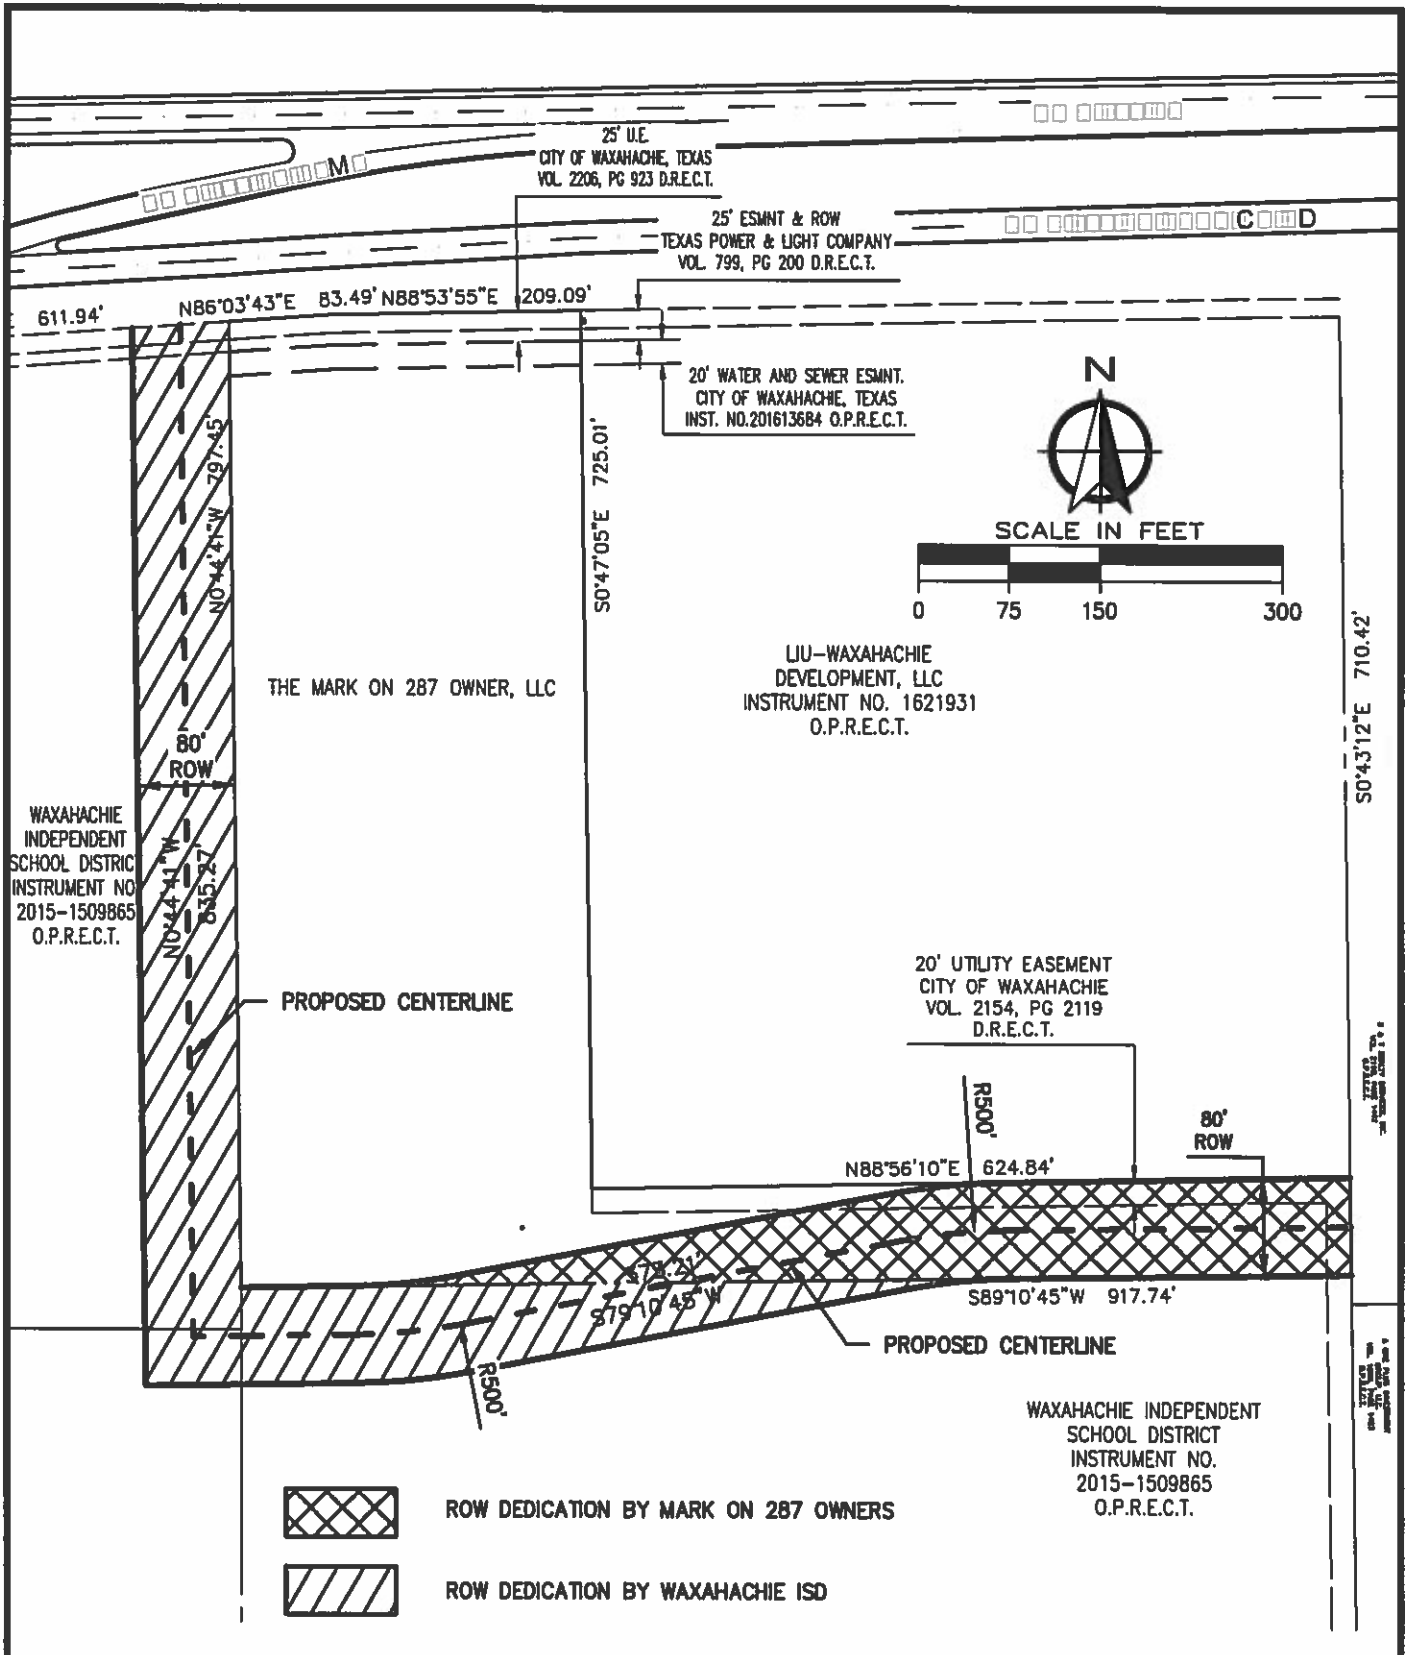 25' U.E.
CITY OF WAXAHACHE, TEXAS
VOL. 2206, PG 923 D.R.E.C.T.
M
25' ESMNT & ROW
TEXAS POWER & LIGHT COMPANY
VOL. 799, PG 200 D.R.E.C.T.
C D
611.94'
N86°03'43"E 83.49' N88°53'55"E 209.09'
20' WATER AND SEWER ESMNT.
CITY OF WAXAHACHIE, TEXAS
INST. NO.201613684 O.P.R.E.C.T.
N
SCALE IN FEET
0 75 150 300
N0°44'41"W 797.45'
S0°47'05"E 725.01'
S0°43'12"E 710.42'
LIU-WAXAHACHIE
DEVELOPMENT, LLC
INSTRUMENT NO. 1621931
O.P.R.E.C.T.
THE MARK ON 287 OWNER, LLC
80'
ROW
WAXAHACHIE
INDEPENDENT
SCHOOL DISTRIC
INSTRUMENT NO
2015-1509865
O.P.R.E.C.T.
N0°44'41"W
835.27'
PROPOSED CENTERLINE
20' UTILITY EASEMENT
CITY OF WAXAHACHIE
VOL. 2154, PG 2119
D.R.E.C.T.
R500'
80'
ROW
N88°56'10"E 624.84'
S79°10'45"W
S89°10'45"W 917.74'
PROPOSED CENTERLINE
R500'
WAXAHACHIE INDEPENDENT
SCHOOL DISTRICT
INSTRUMENT NO.
2015-1509865
O.P.R.E.C.T.
ROW DEDICATION BY MARK ON 287 OWNERS
ROW DEDICATION BY WAXAHACHIE ISD